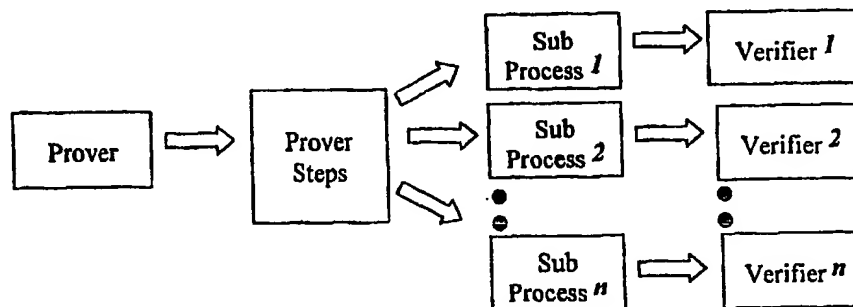 Sub
Process 1
Verifier 1
Prover
Prover
Steps
Sub
Process 2
Verifier 2
Sub
Process n
Verifier n